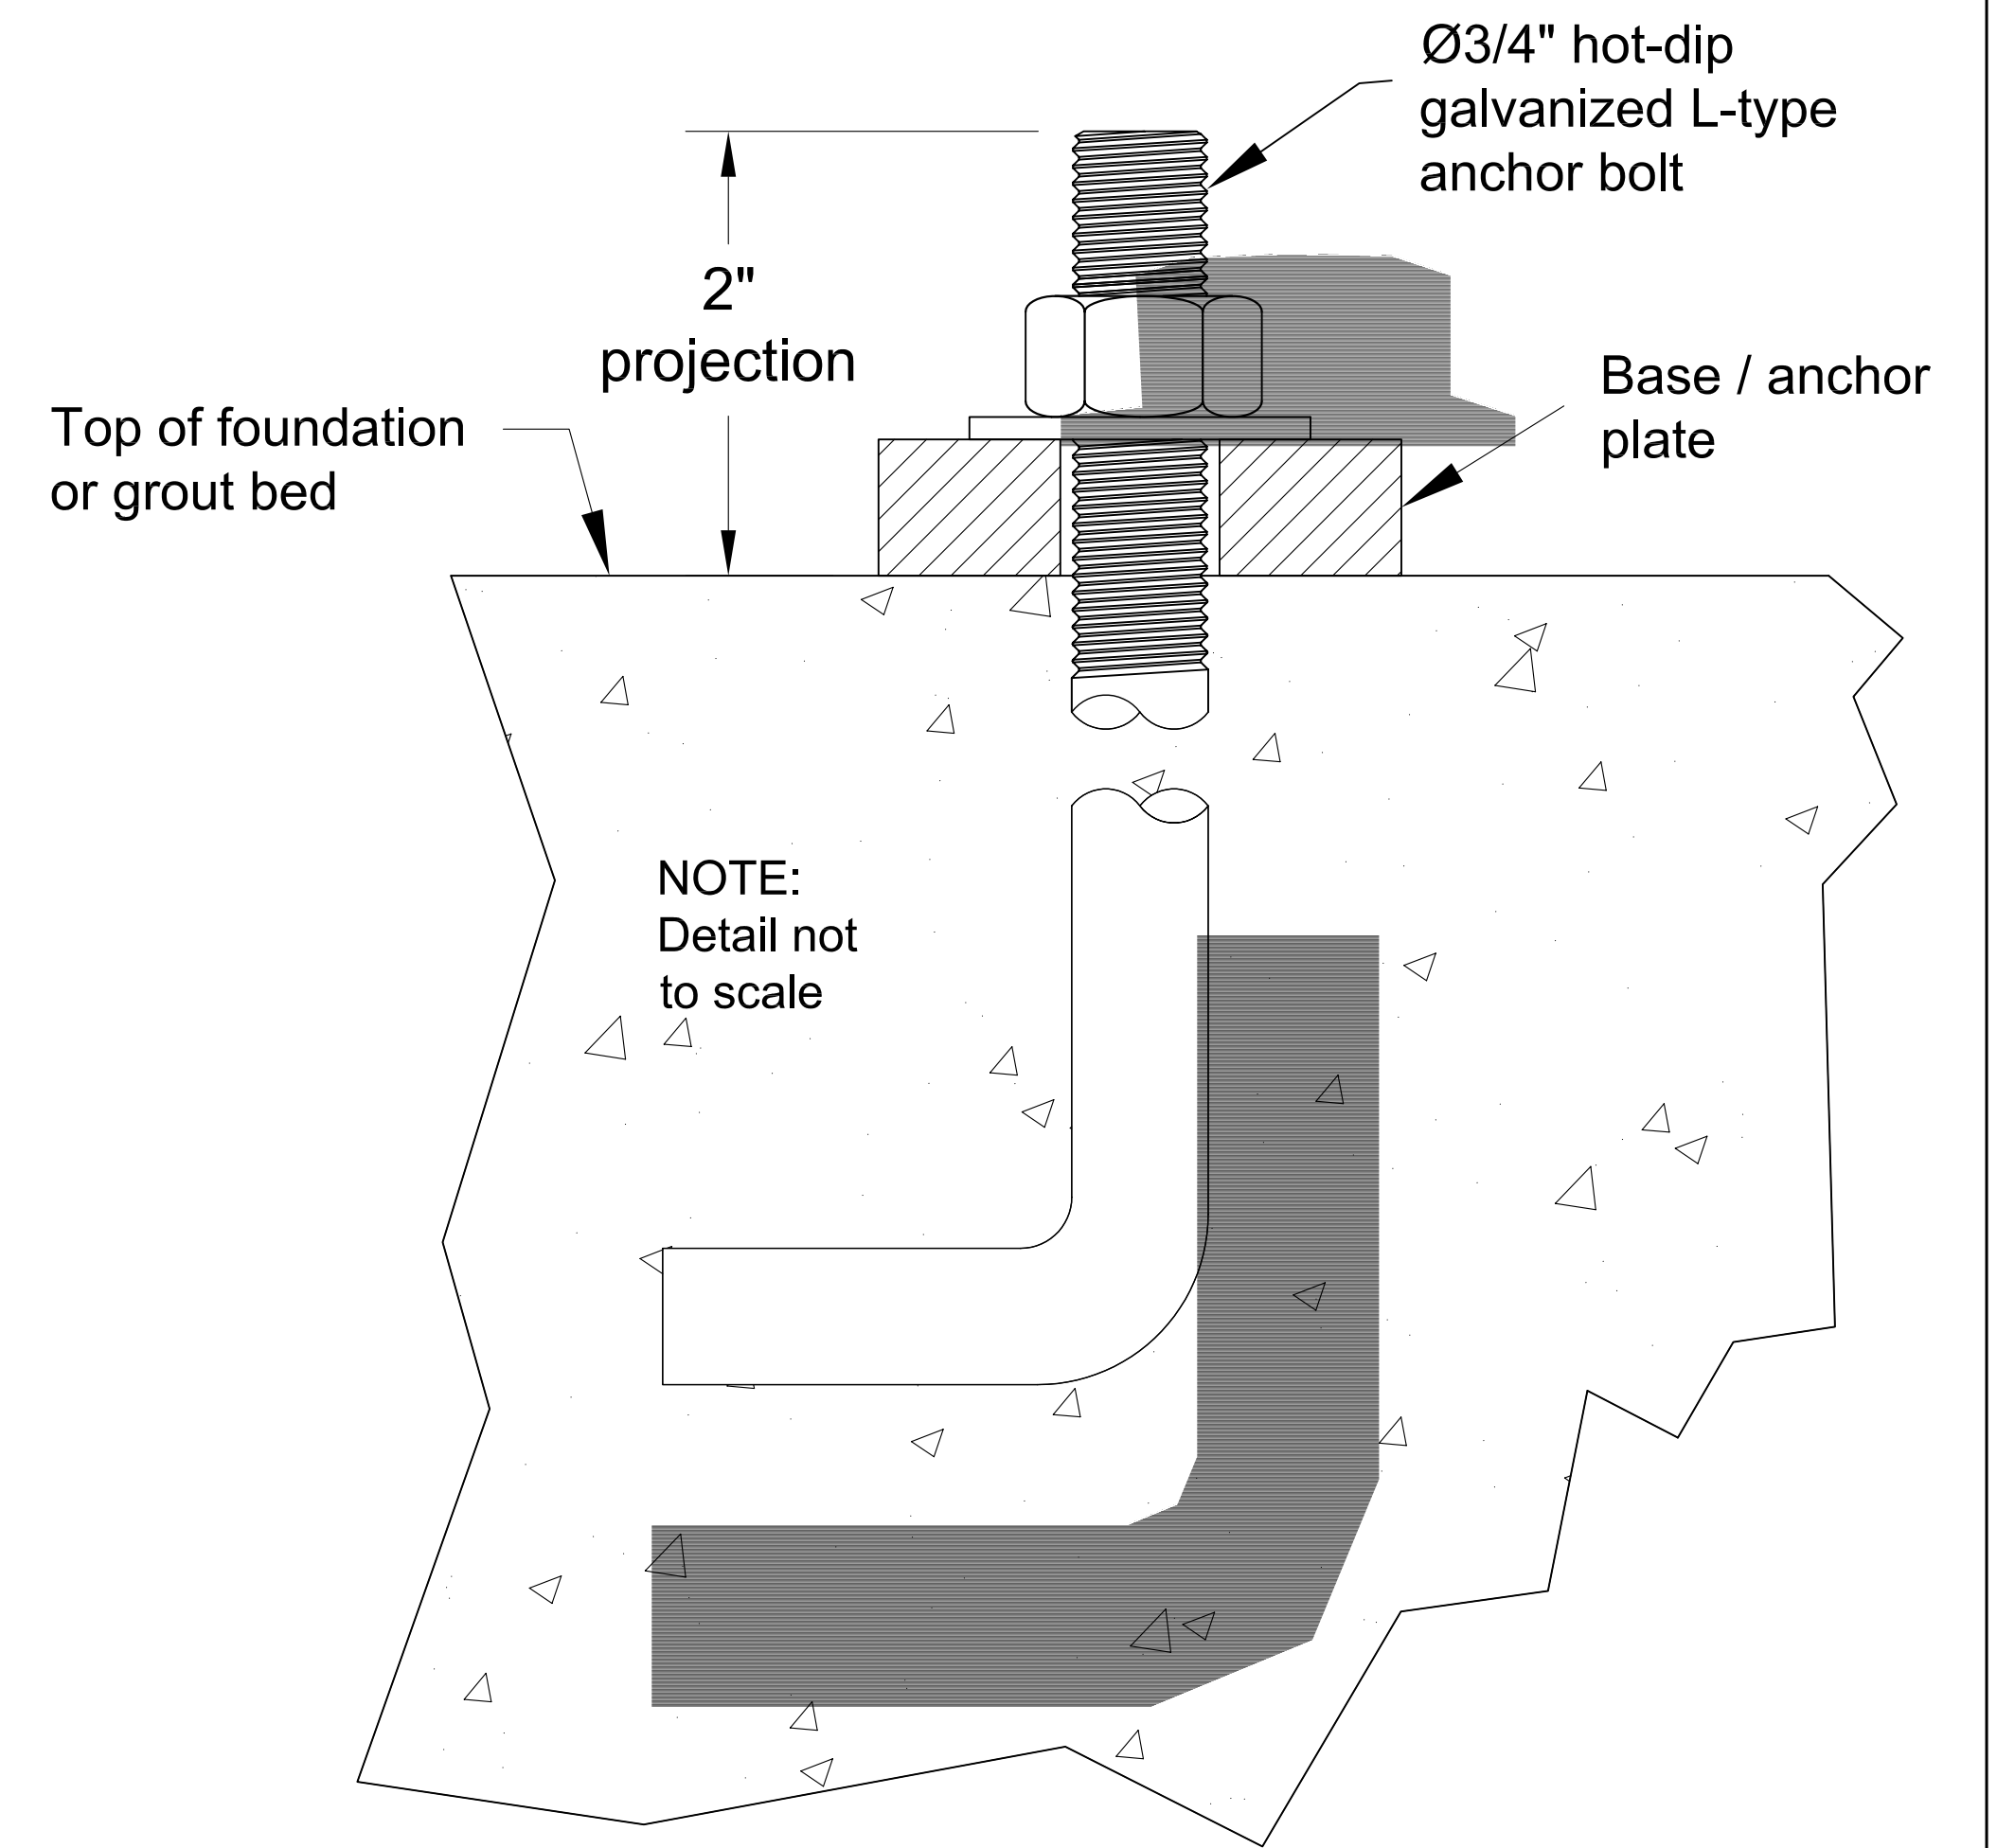 Ø3/4" hot-dip
galvanized L-type
anchor bolt
2"
projection
Base / anchor
plate
Top of foundation
or grout bed
NOTE:
Detail not
to scale